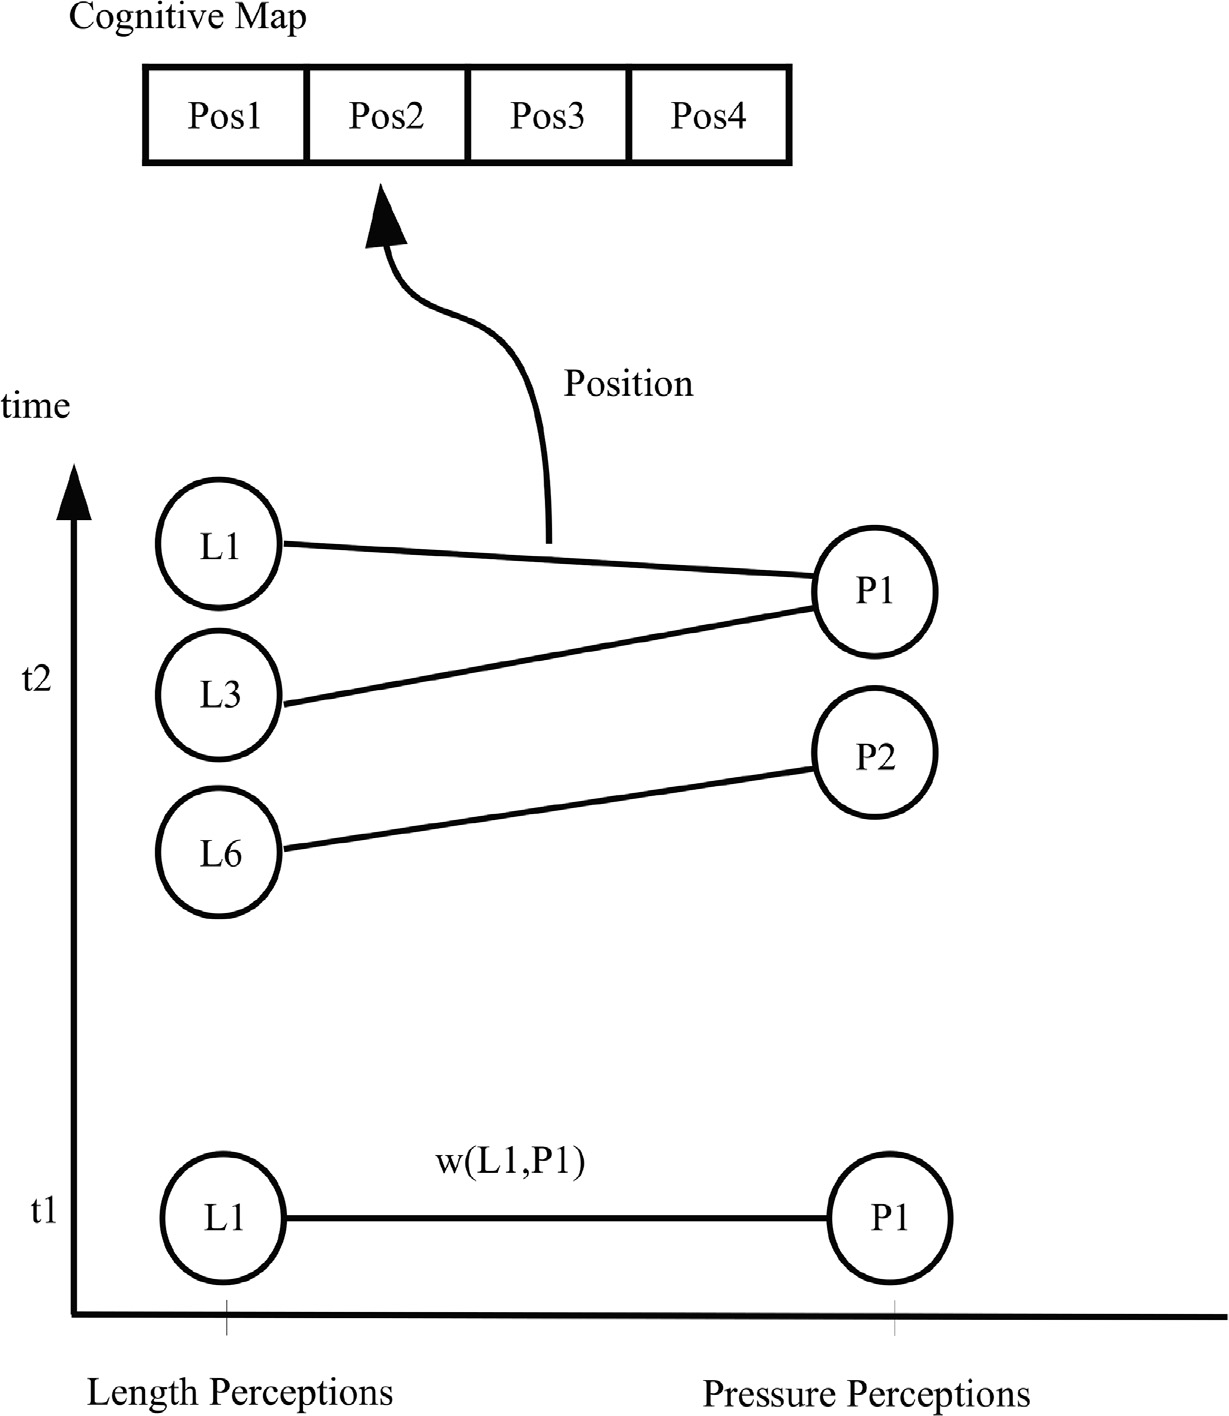 Cognitive Map
Pos1 Pos2 Pos3 Pos4
Position
time
L1
P1
t2
L3
P2
L6
w(L1,P1)
t1
L1
P1
Length Perceptions
Pressure Perceptions